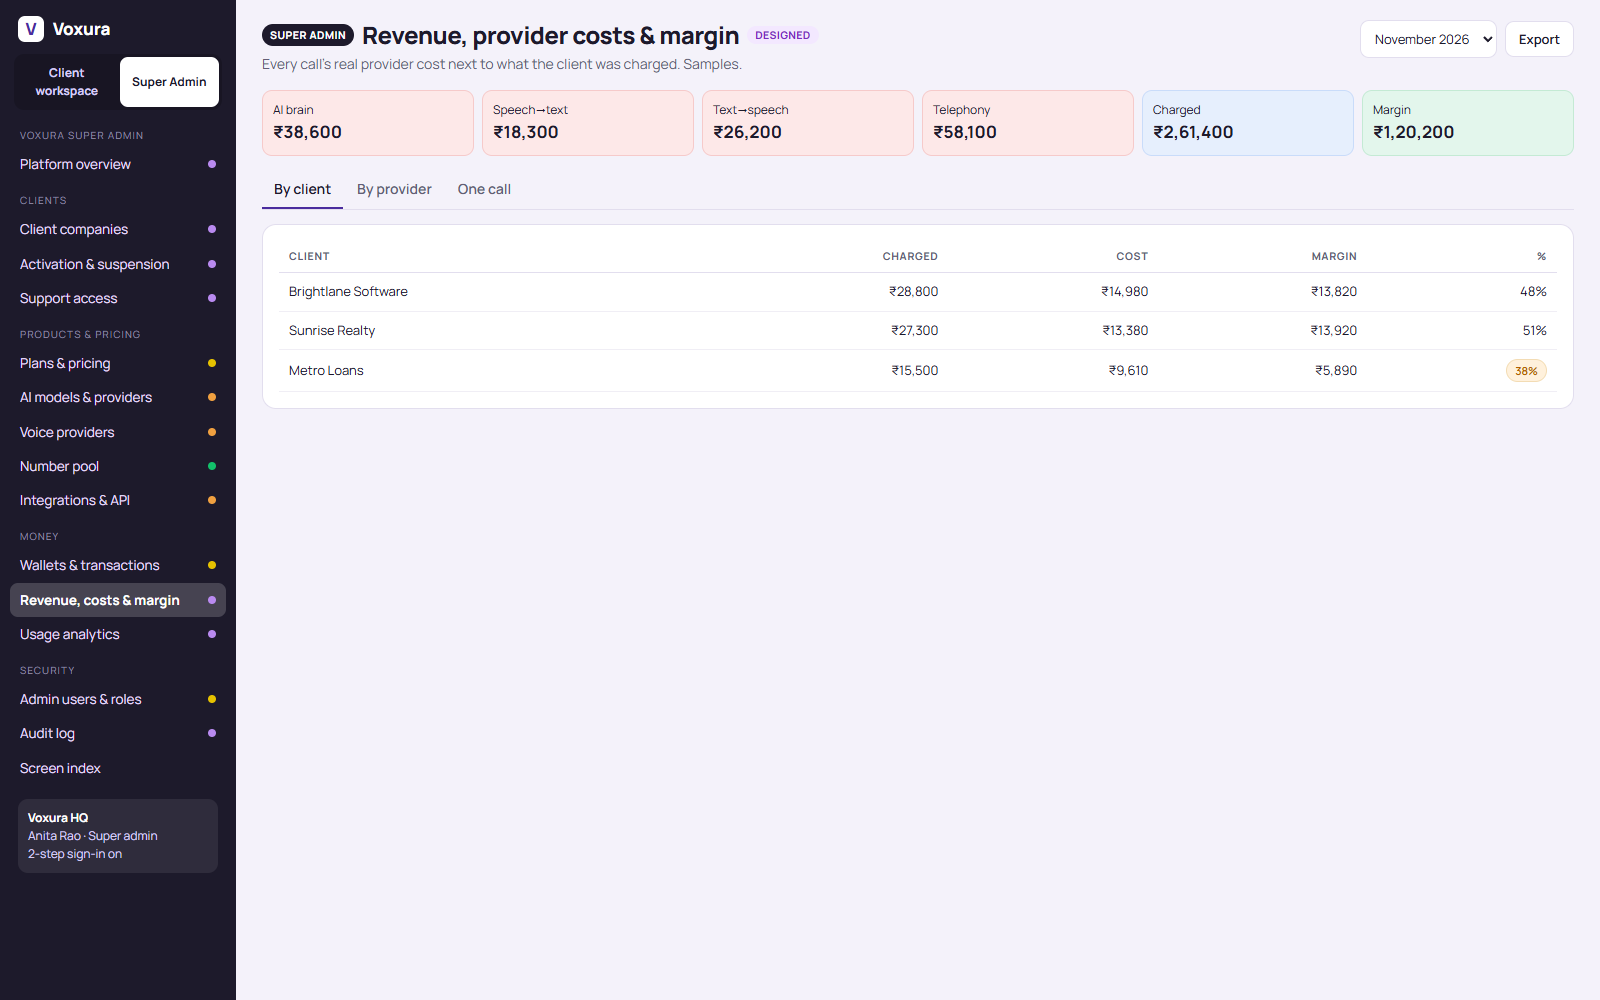 V Voxura
Client workspace
Super Admin
VOXURA SUPER ADMIN
Platform overview
CLIENTS
Client companies
Activation & suspension
Support access
PRODUCTS & PRICING
Plans & pricing
AI models & providers
Voice providers
Number pool
Integrations & API
MONEY
Wallets & transactions
Revenue, costs & margin
Usage analytics
SECURITY
Admin users & roles
Audit log
Screen index
Voxura HQ
Anita Rao · Super admin
2-step sign-in on
SUPER ADMIN Revenue, provider costs & margin DESIGNED
Every call's real provider cost next to what the client was charged. Samples.
November 2026 Export
AI brain
₹38,600
Speech→text
₹18,300
Text→speech
₹26,200
Telephony
₹58,100
Charged
₹2,61,400
Margin
₹1,20,200
By client By provider One call
CLIENT CHARGED COST MARGIN %
Brightlane Software ₹28,800 ₹14,980 ₹13,820 48%
Sunrise Realty ₹27,300 ₹13,380 ₹13,920 51%
Metro Loans ₹15,500 ₹9,610 ₹5,890 38%